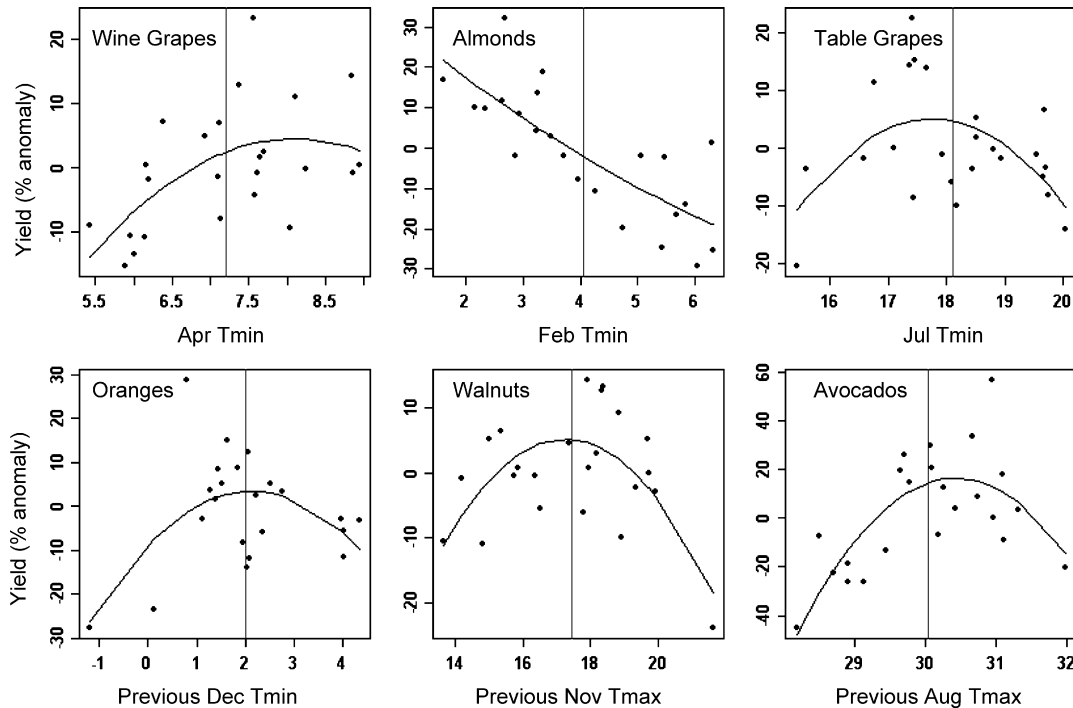 Yield (% anomaly)
20
10
0
-10
Wine Grapes
5.5 6.5 7.5 8.5
Apr Tmin
30
20
10
0
-10
-20
-30
Almonds
2 3 4 5 6
Feb Tmin
20
10
0
-10
-20
Table Grapes
16 17 18 19 20
Jul Tmin
Yield (% anomaly)
30
20
10
0
-10
-20
-30
Oranges
-1 0 1 2 3 4
Previous Dec Tmin
10
0
-10
-20
Walnuts
14 16 18 20
Previous Nov Tmax
60
40
20
0
-20
-40
Avocados
29 30 31 32
Previous Aug Tmax